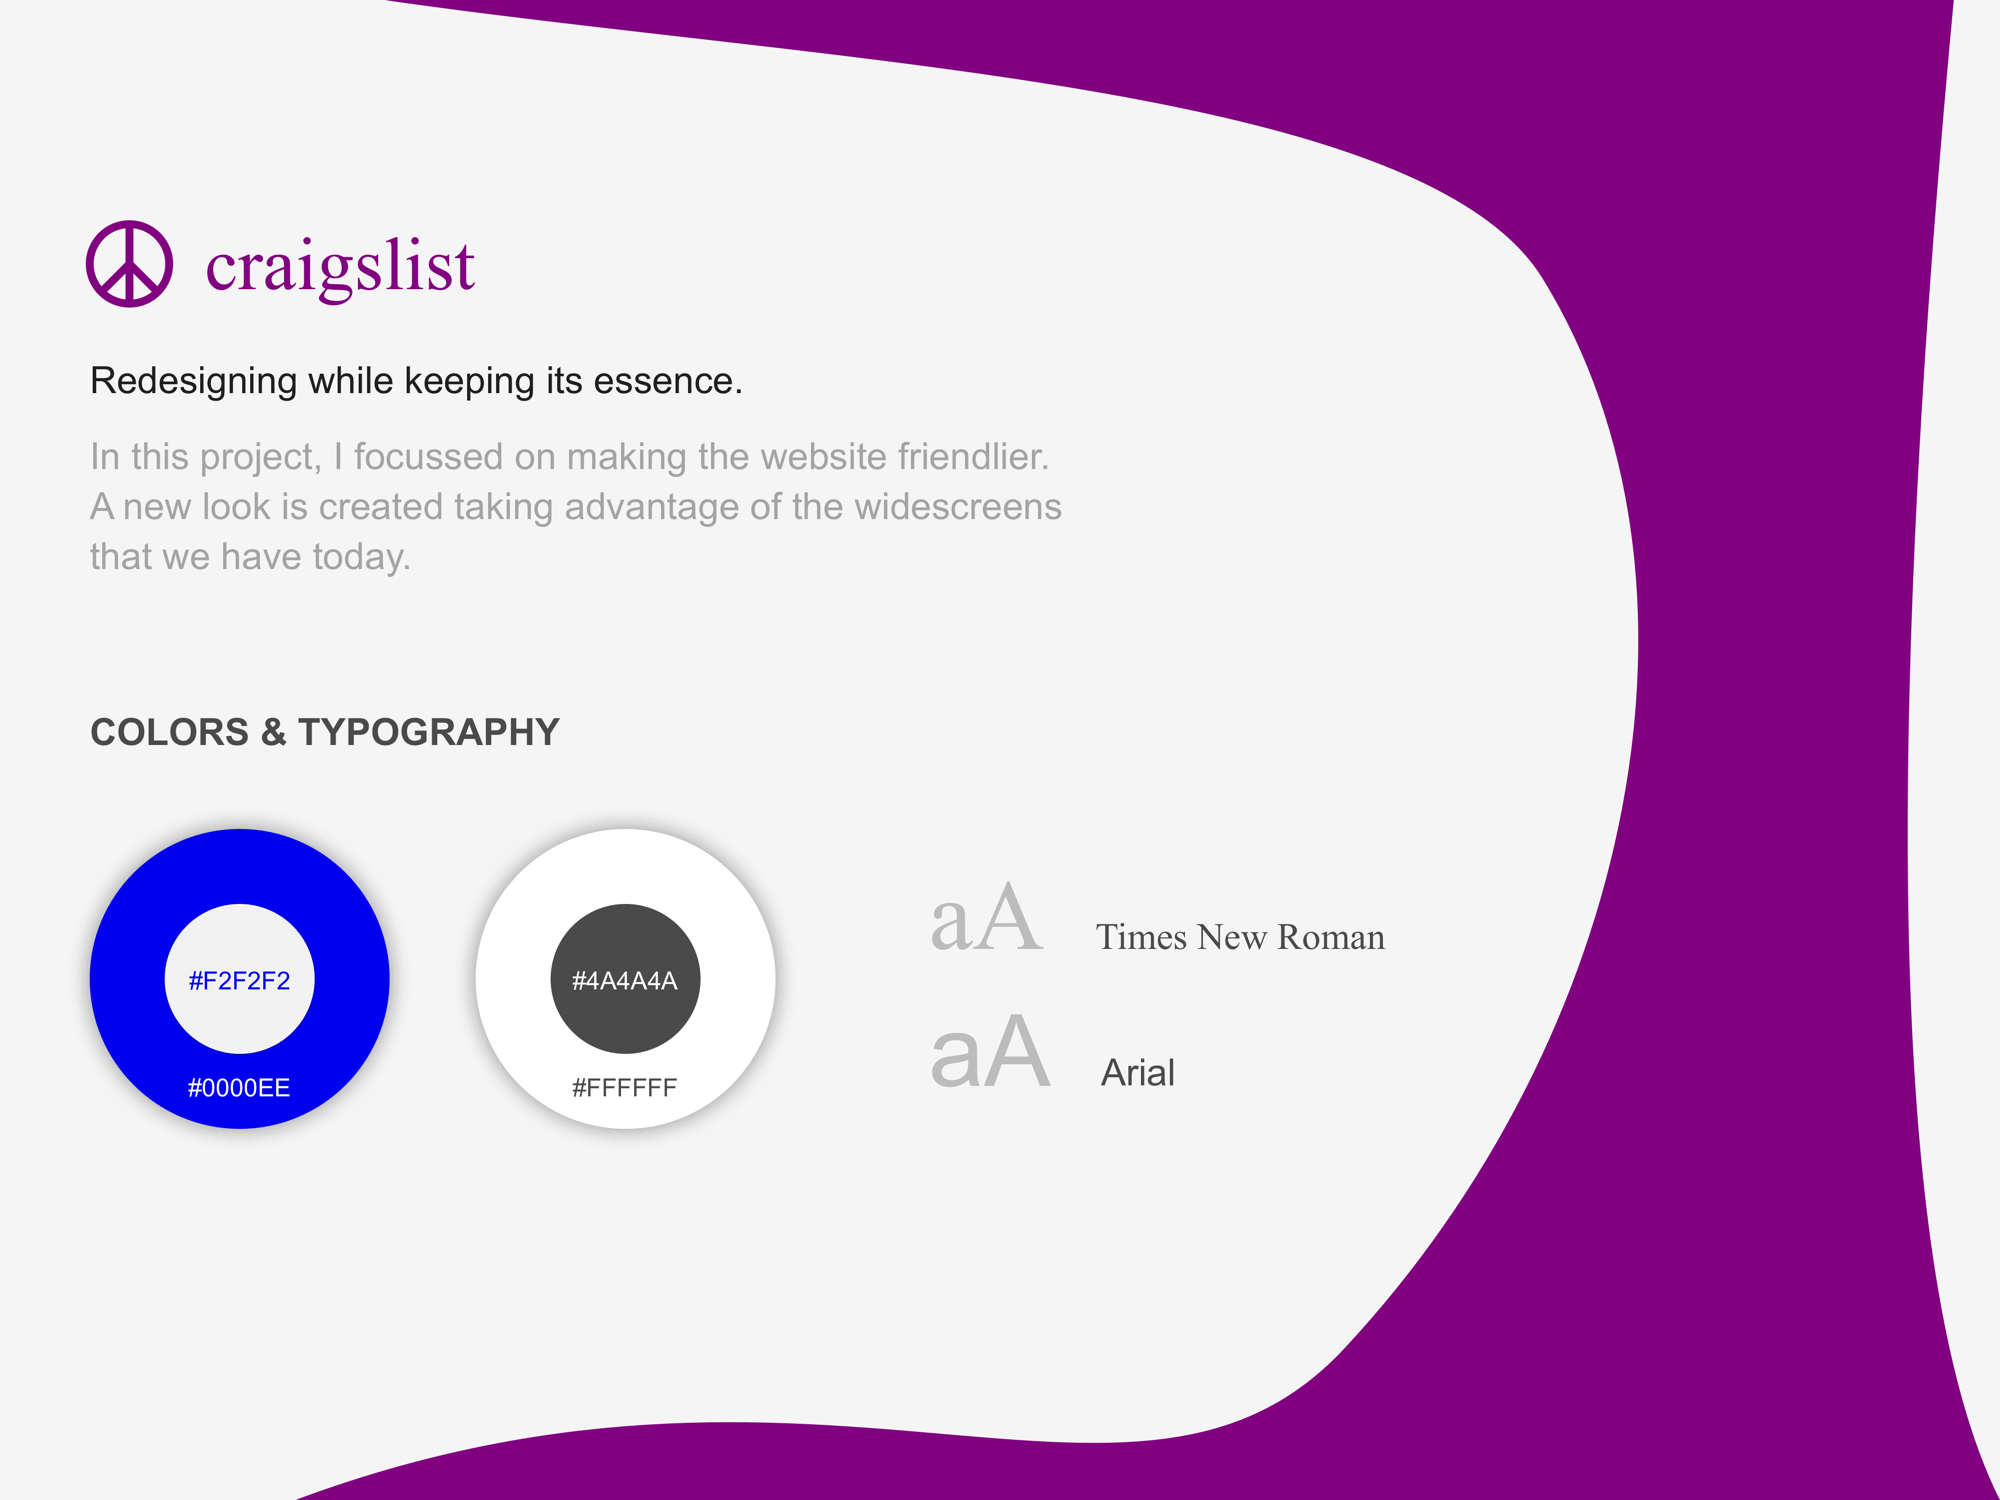 craigslist
Redesigning while keeping its essence.
In this project, I focussed on making the website friendlier.
A new look is created taking advantage of the widescreens
that we have today.
COLORS & TYPOGRAPHY
#F2F2F2
#0000EE
#4A4A4A
#FFFFFF
aA Times New Roman
aA Arial